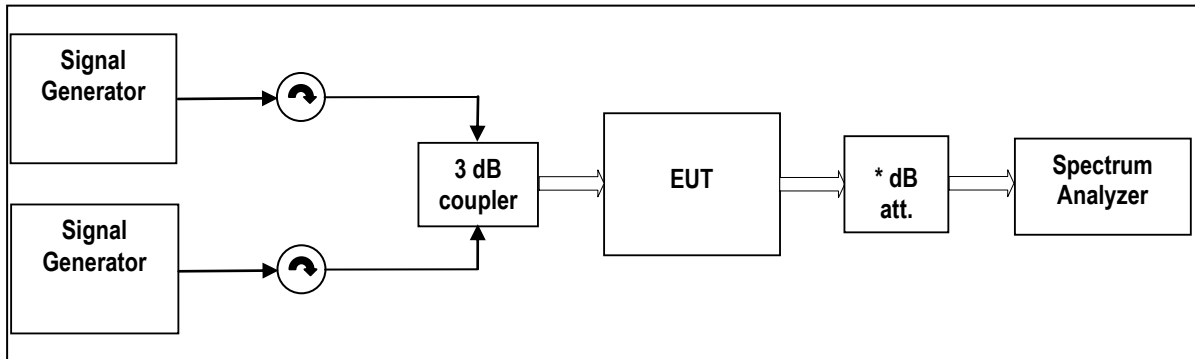 Signal
Generator
3 dB
coupler
EUT
* dB
att.
Spectrum
Analyzer
Signal
Generator